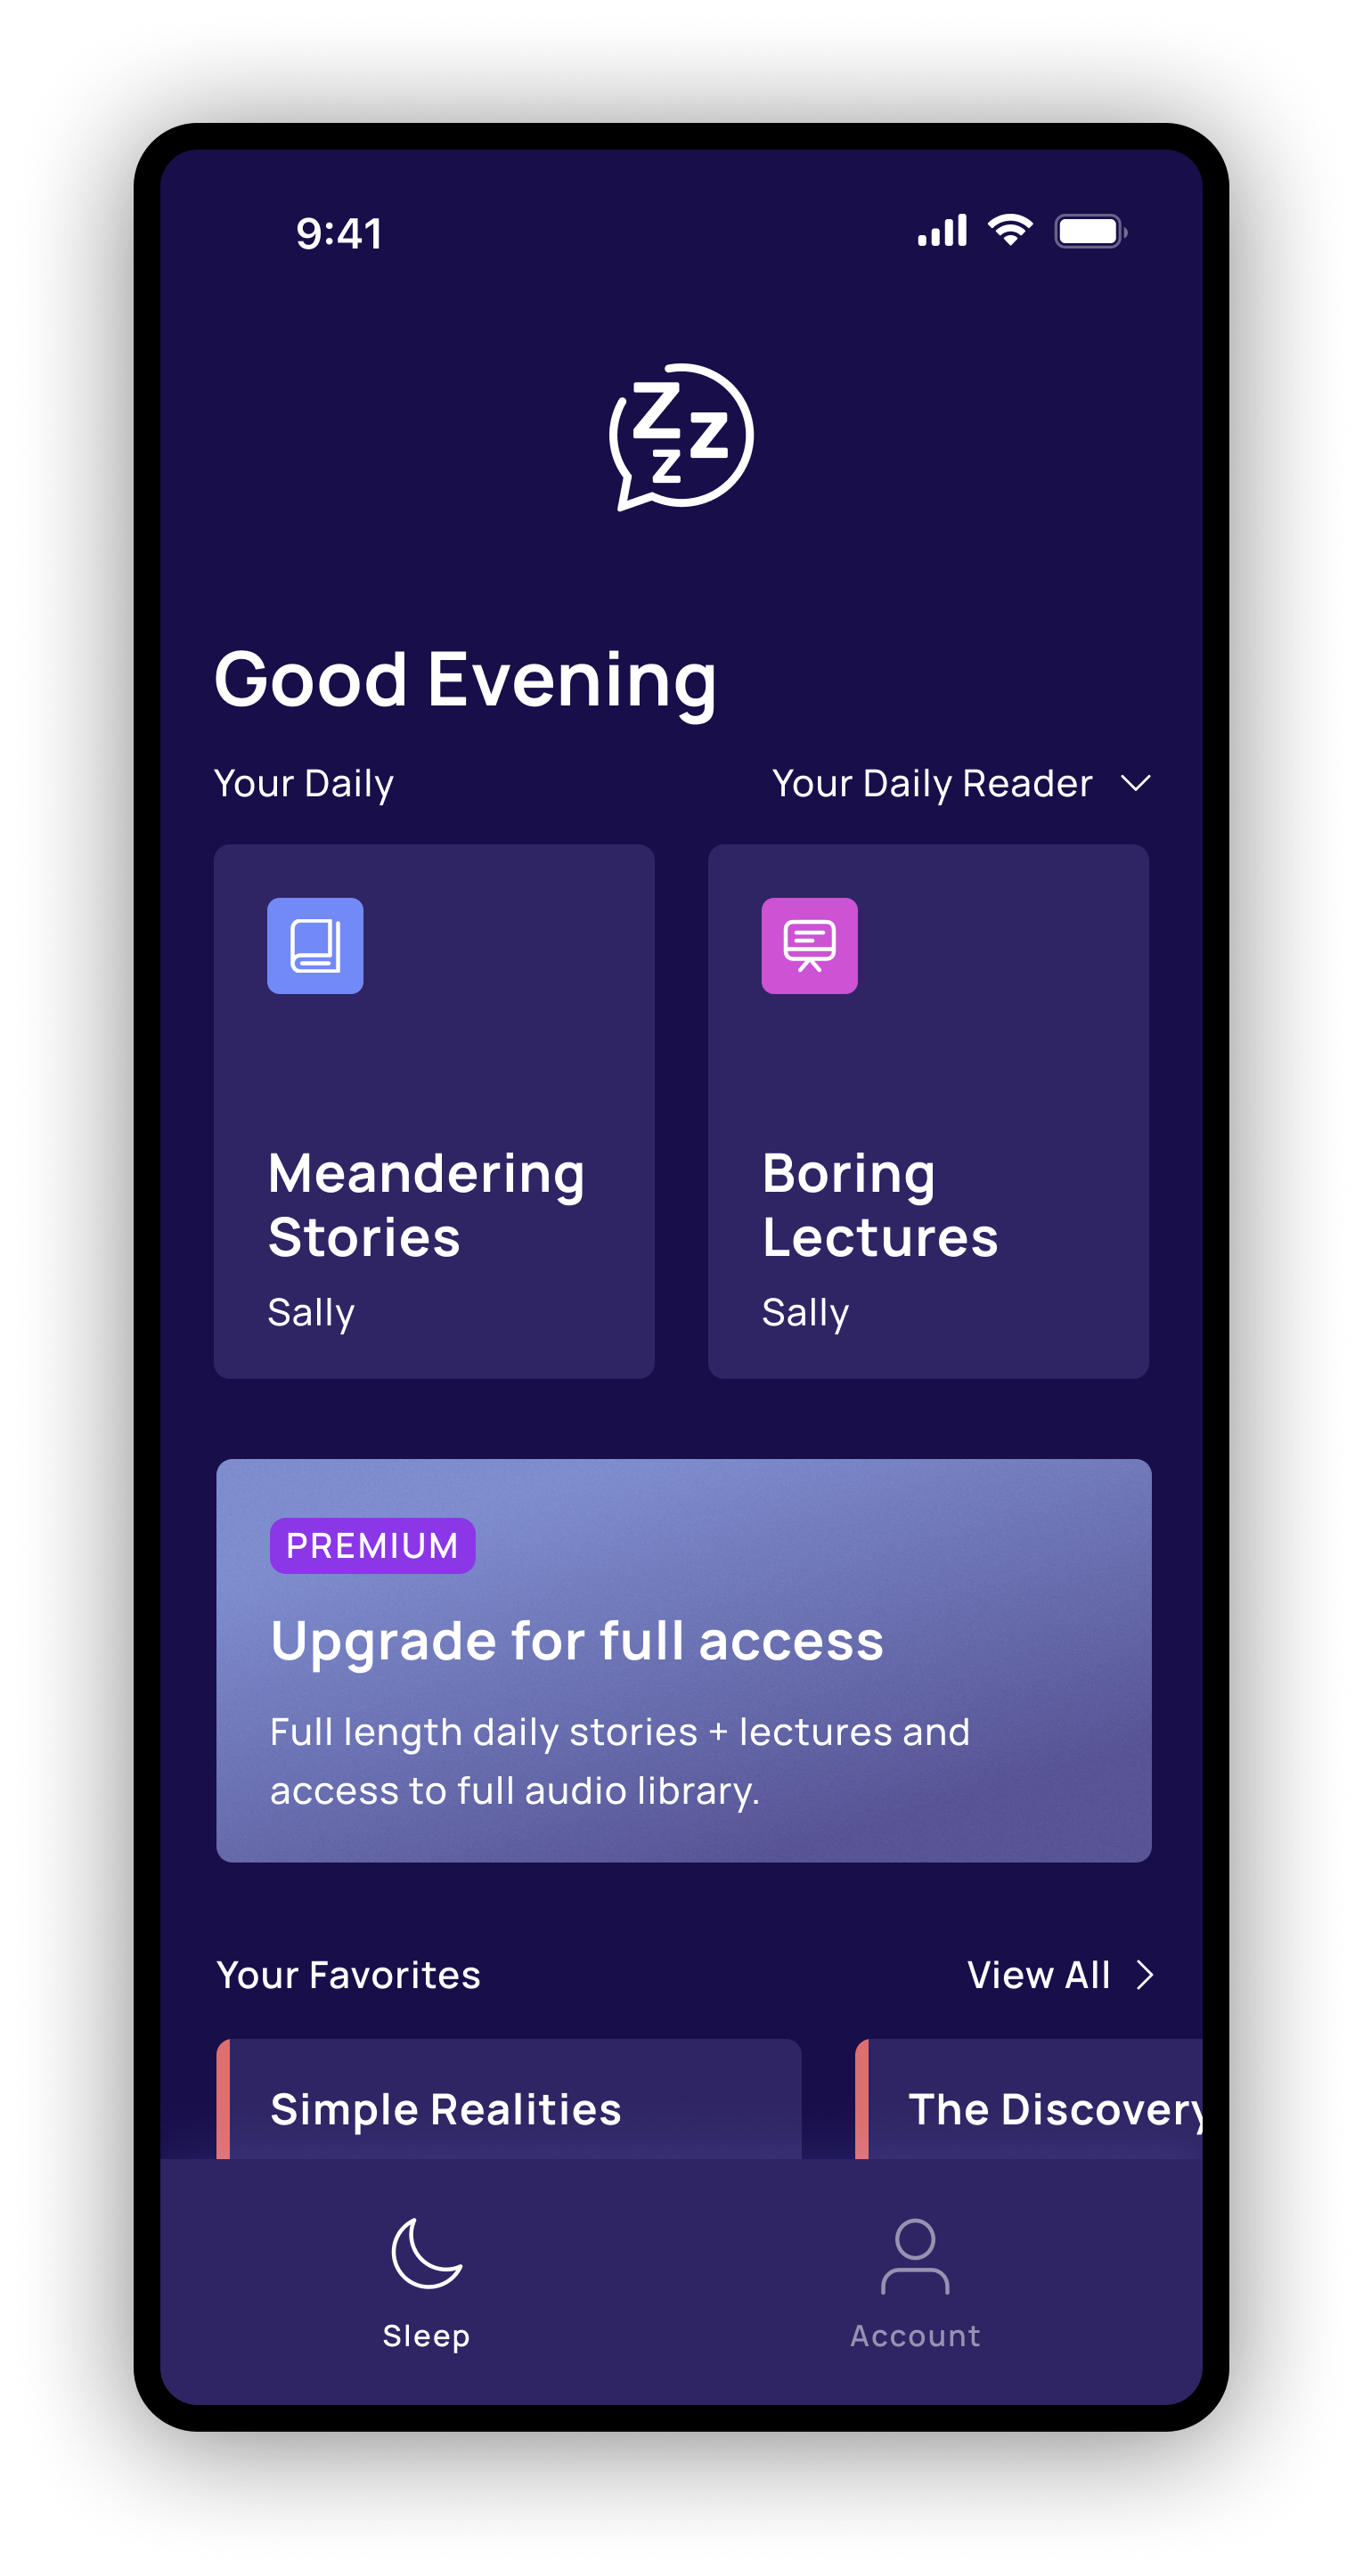 9:41
Zzz
Good Evening
Your Daily
Your Daily Reader
Meandering
Stories
Sally
Boring
Lectures
Sally
PREMIUM
Upgrade for full access
Full length daily stories + lectures and
access to full audio library.
Your Favorites
View All
Simple Realities
The Discovery
Sleep
Account